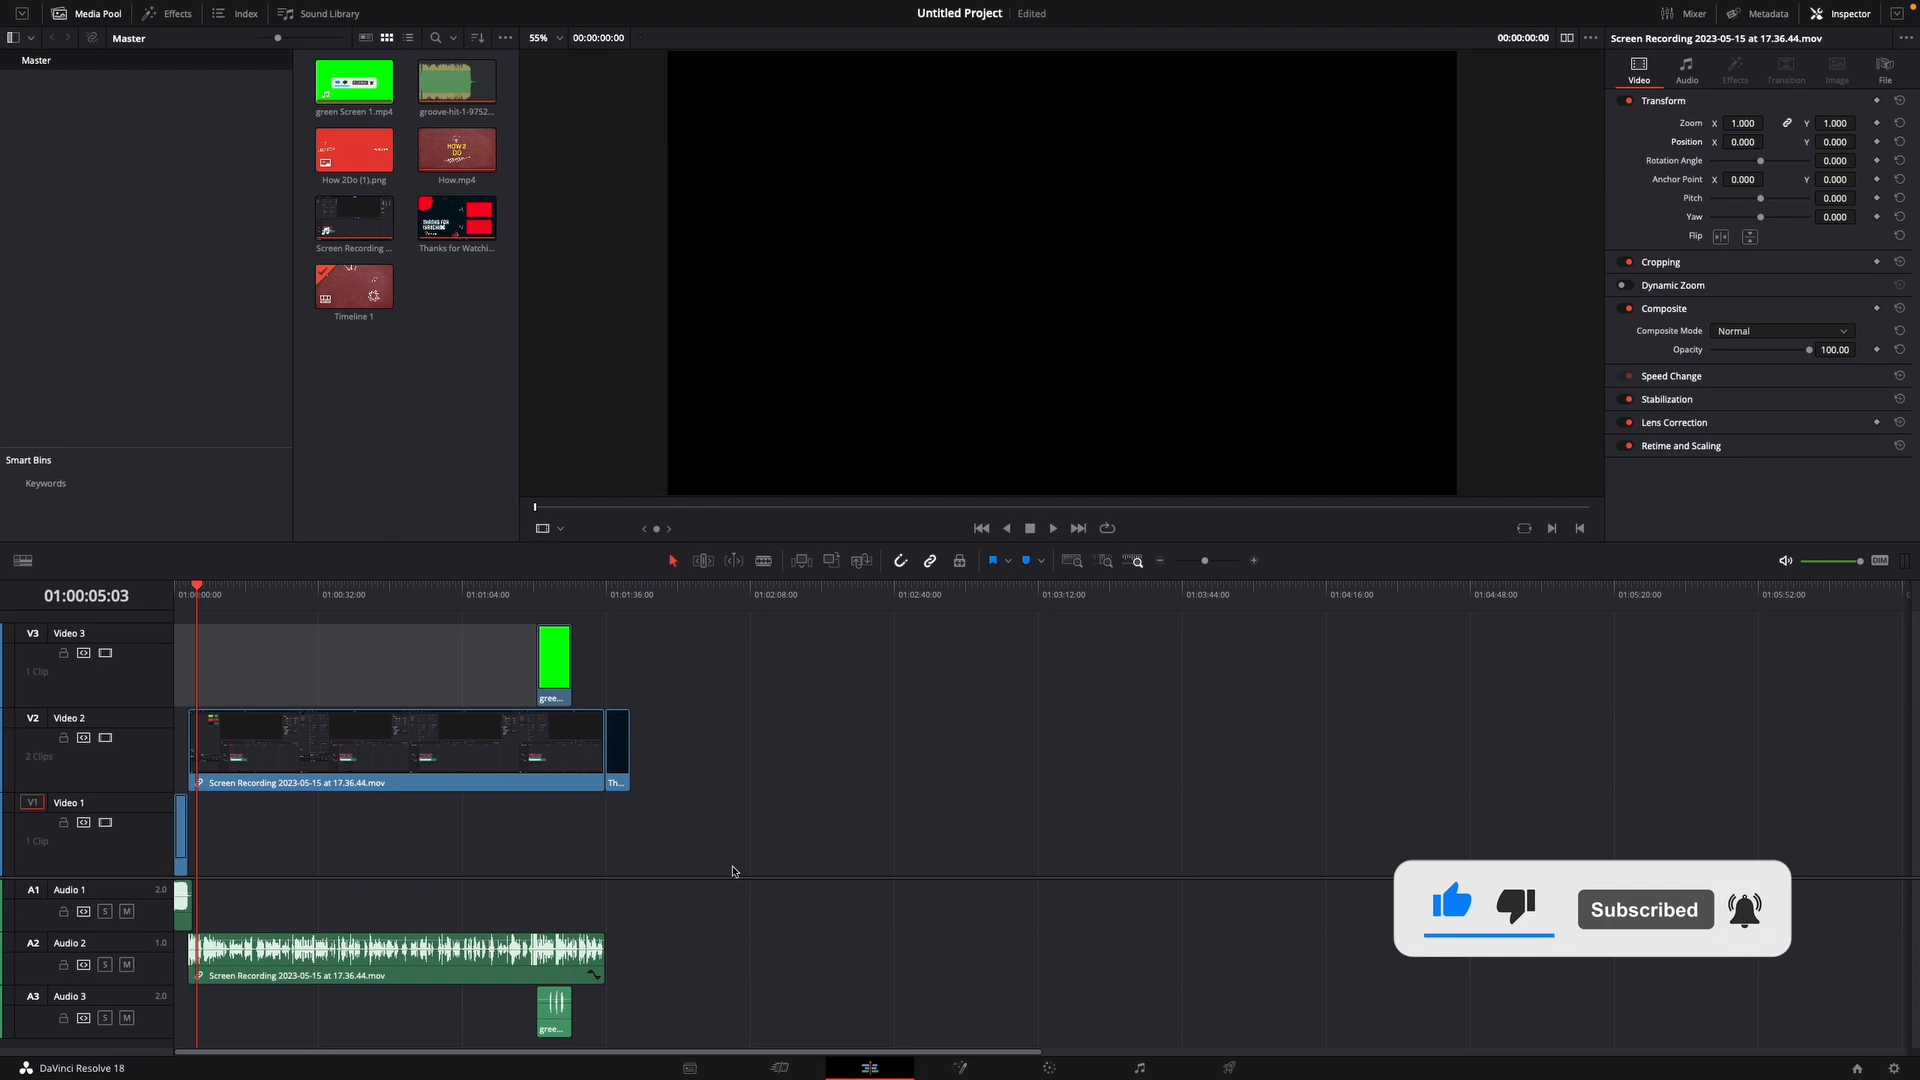 Media Pool Effects Index Sound Library Untitled Project Edited Mixer Metadata Inspector
Master 55% 00:00:00:00 00:00:00:00 Screen Recording 2023-05-15 at 17.36.44.mov
Master
Video Audio Effects Transition Image File
green Screen 1.mp4 groove-hit-1-9752...
How 2Do (1).png How.mp4
Screen Recording ... Thanks for Watchi...
HOW 2
DO
THANKS FOR
WATCHING
Timeline 1
Smart Bins
Keywords
Transform
Zoom X 1.000 Y 1.000
Position X 0.000 Y 0.000
Rotation Angle 0.000
Anchor Point X 0.000 Y 0.000
Pitch 0.000
Yaw 0.000
Flip
Cropping
Dynamic Zoom
Composite
Composite Mode Normal
Opacity 100.00
Speed Change
Stabilization
Lens Correction
Retime and Scaling
DIM
01:00:05:03 01:00:00:00 01:00:32:00 01:01:04:00 01:01:36:00 01:02:08:00 01:02:40:00 01:03:12:00 01:03:44:00 01:04:16:00 01:04:48:00 01:05:20:00 01:05:52:00
V3 Video 3
1 Clip
gree...
V2 Video 2
2 Clips
Screen Recording 2023-05-15 at 17.36.44.mov Th...
V1 Video 1
1 Clip
A1 Audio 1 2.0
S M
A2 Audio 2 1.0
S M
Screen Recording 2023-05-15 at 17.36.44.mov
A3 Audio 3 2.0
S M
gree...
Subscribed
DaVinci Resolve 18